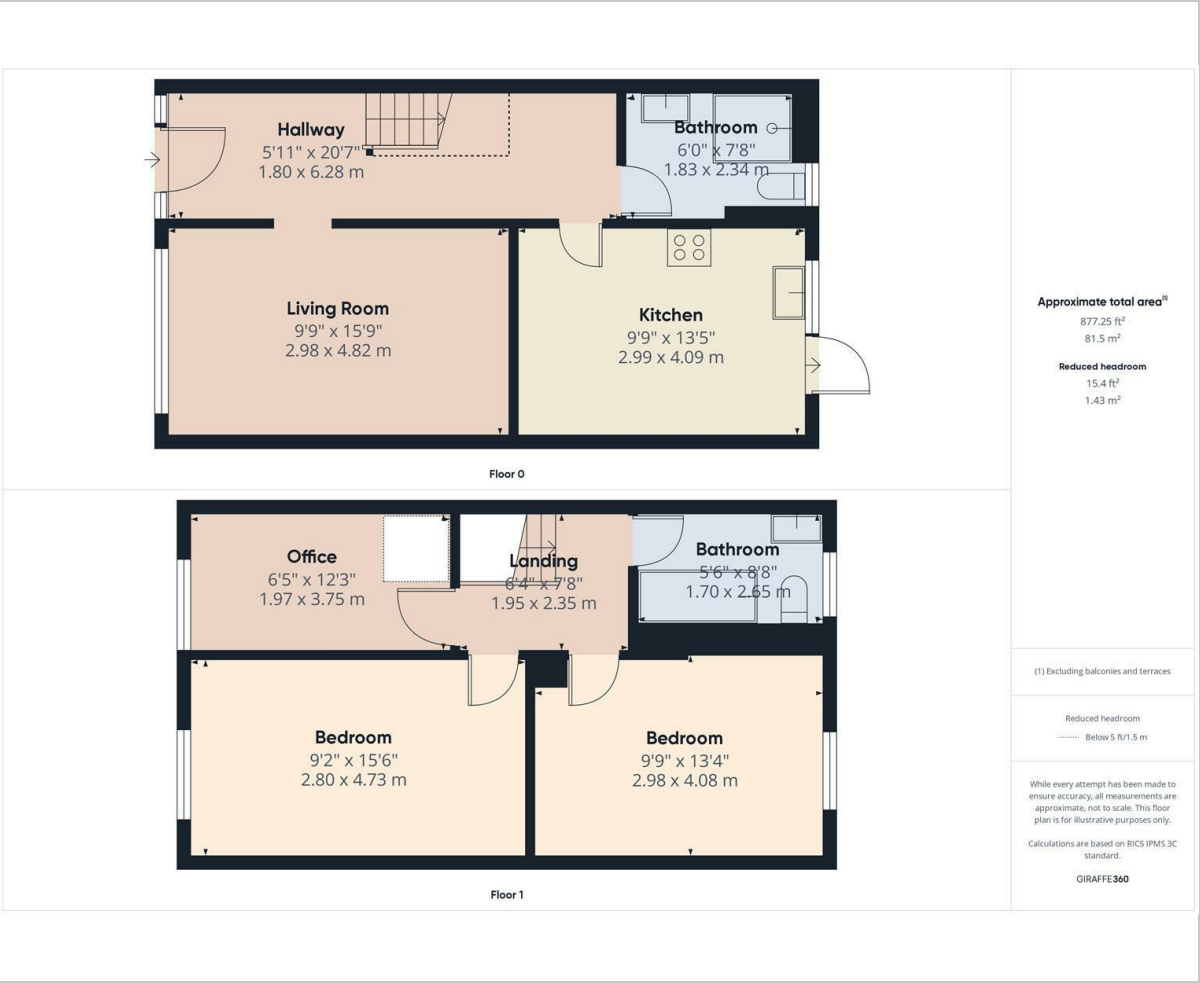 Hallway
5'11" x 20'7"
1.80 x 6.28 m
Bathroom
6'0" x 7'8"
1.83 x 2.34 m
Living Room
9'9" x 15'9"
2.98 x 4.82 m
Kitchen
9'9" x 13'5"
2.99 x 4.09 m
Floor 0
Office
6'5" x 12'3"
1.97 x 3.75 m
Landing
6'4" x 7'8"
1.95 x 2.35 m
Bathroom
5'6" x 8'8"
1.70 x 2.65 m
Bedroom
9'2" x 15'6"
2.80 x 4.73 m
Bedroom
9'9" x 13'4"
2.98 x 4.08 m
Floor 1
Approximate total area(1)
877.25 ft²
81.5 m²
Reduced headroom
15.4 ft²
1.43 m²
(1) Excluding balconies and terraces
Reduced headroom
Below 5 ft/1.5 m
While every attempt has been made to
ensure accuracy, all measurements are
approximate, not to scale. This floor
plan is for illustrative purposes only.
Calculations are based on RICS IPMS 3C
standard.
GIRAFFE360